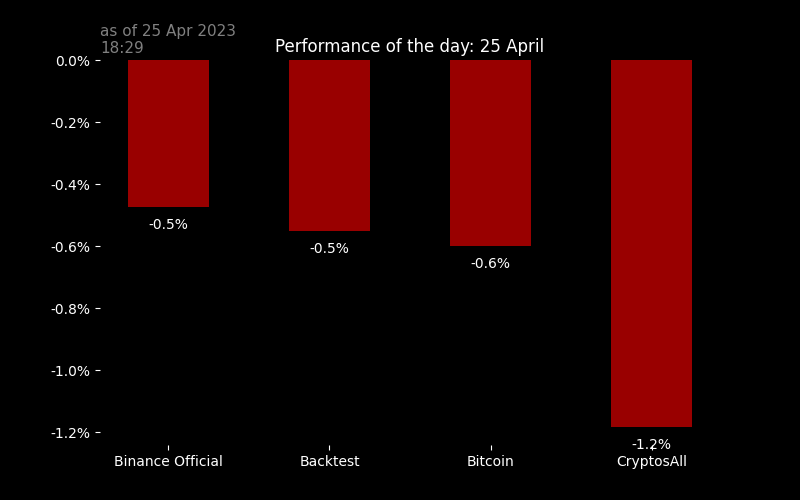 as of 25 Apr 2023
18:29
Performance of the day: 25 April
0.0%
-0.2%
-0.4%
-0.6%
-0.8%
-1.0%
-1.2%
-0.5%
-0.5%
-0.6%
-1.2%
Binance Official
Backtest
Bitcoin
CryptosAll